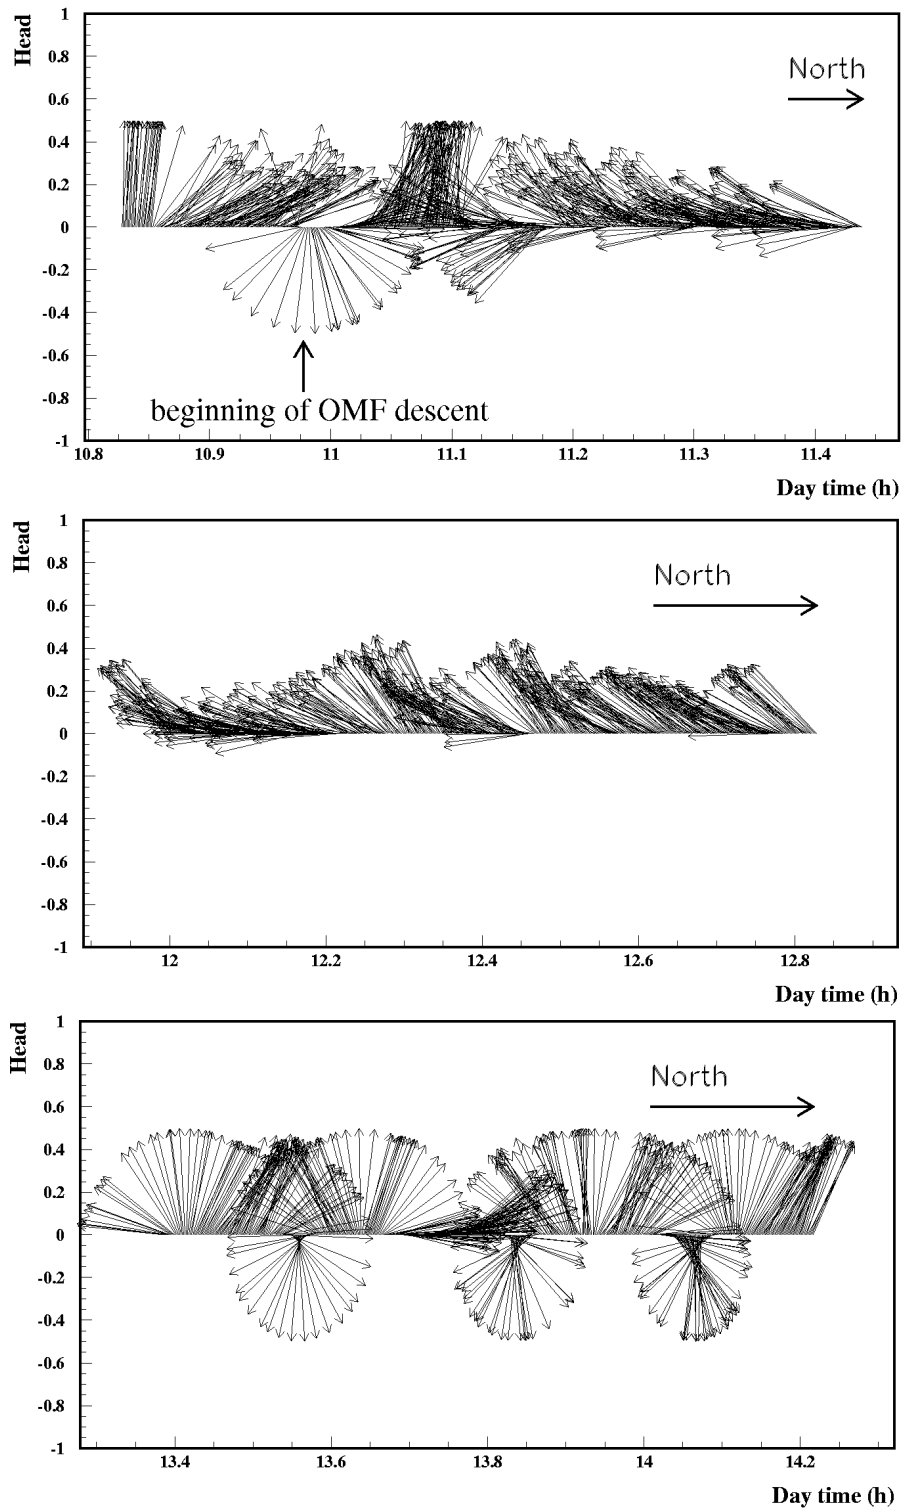 Head
1
0.8
0.6
0.4
0.2
0
-0.2
-0.4
-0.6
-0.8
-1
North
beginning of OMF descent
10.8 10.9 11 11.1 11.2 11.3 11.4
Day time (h)
Head
1
0.8
0.6
0.4
0.2
0
-0.2
-0.4
-0.6
-0.8
-1
North
12 12.2 12.4 12.6 12.8
Day time (h)
Head
1
0.8
0.6
0.4
0.2
0
-0.2
-0.4
-0.6
-0.8
-1
North
13.4 13.6 13.8 14 14.2
Day time (h)